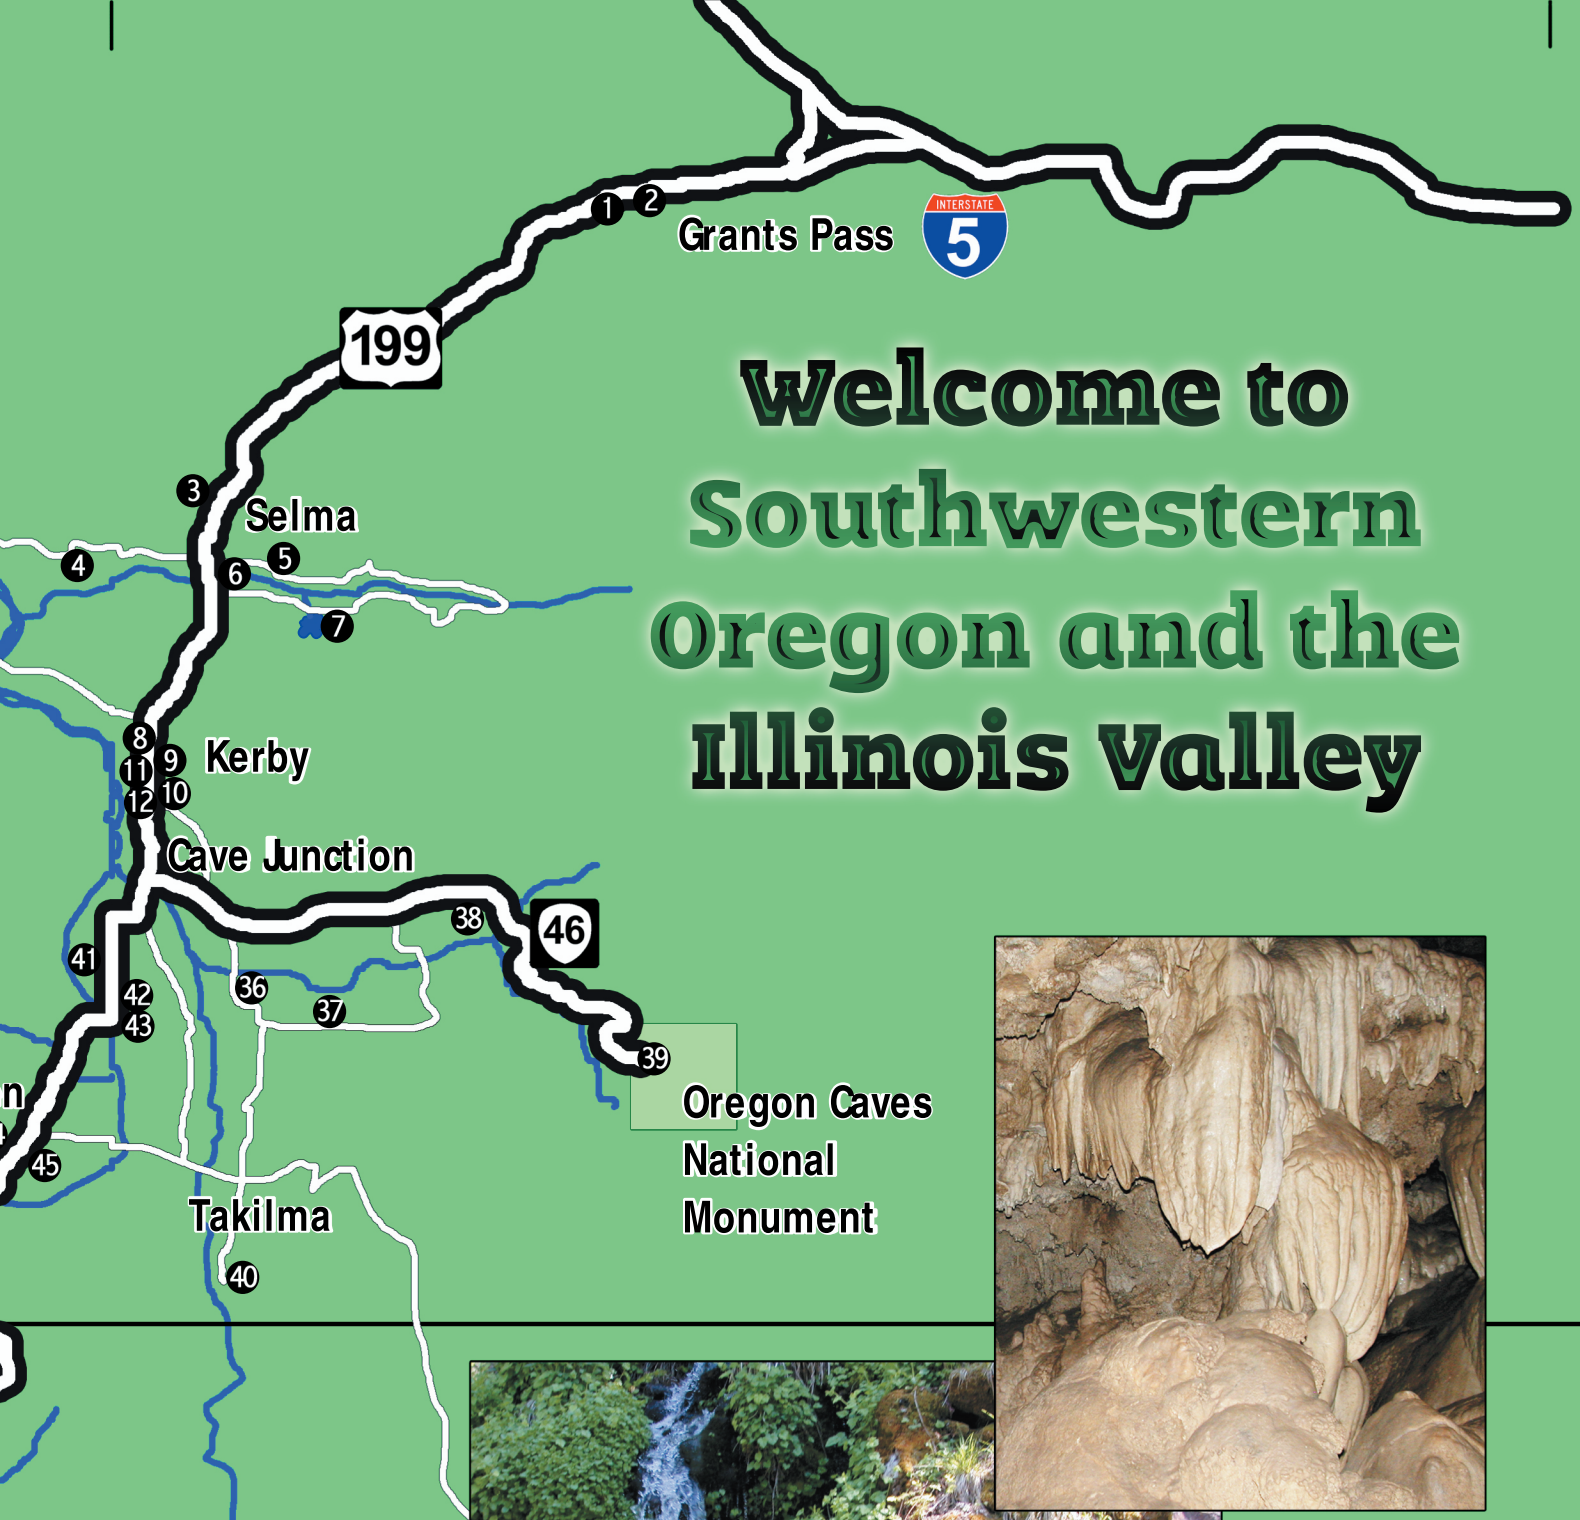 1
2
Grants Pass
INTERSTATE
5
199
Welcome to
Southwestern
Oregon and the
Illinois Valley
3
Selma
4
5
6
7
8
9
Kerby
11
10
12
Cave Junction
38
46
41
36
42
37
43
39
Oregon Caves
National
Monument
n
4
45
Takilma
40